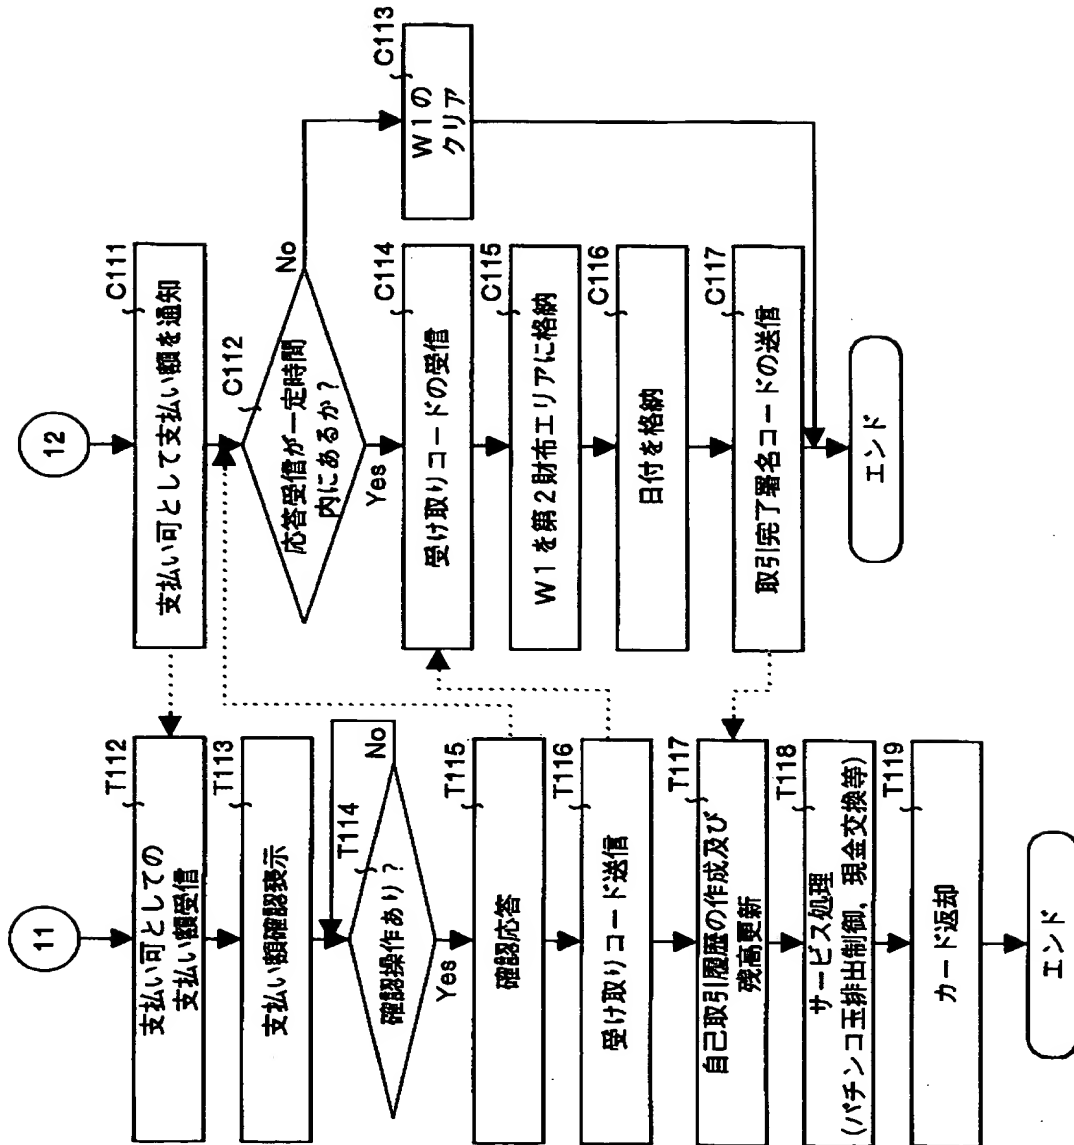 11
T112
支払い可としての
支払い額受信
T113
支払い額確認表示
T114
確認操作あり?
No
Yes
T115
確認応答
T116
受け取りコード送信
T117
自己取引履歴の作成及び
残高更新
T118
サービス処理
(パチンコ玉排出制御，現金交換等)
T119
カード返却
エンド
12
C111
支払い可として支払い額を通知
C112
応答受信が一定時間
内にあるか?
No
Yes
C113
W1の
クリア
C114
受け取りコードの受信
C115
W1を第2財布エリアに格納
C116
日付を格納
C117
取引完了署名コードの送信
エンド